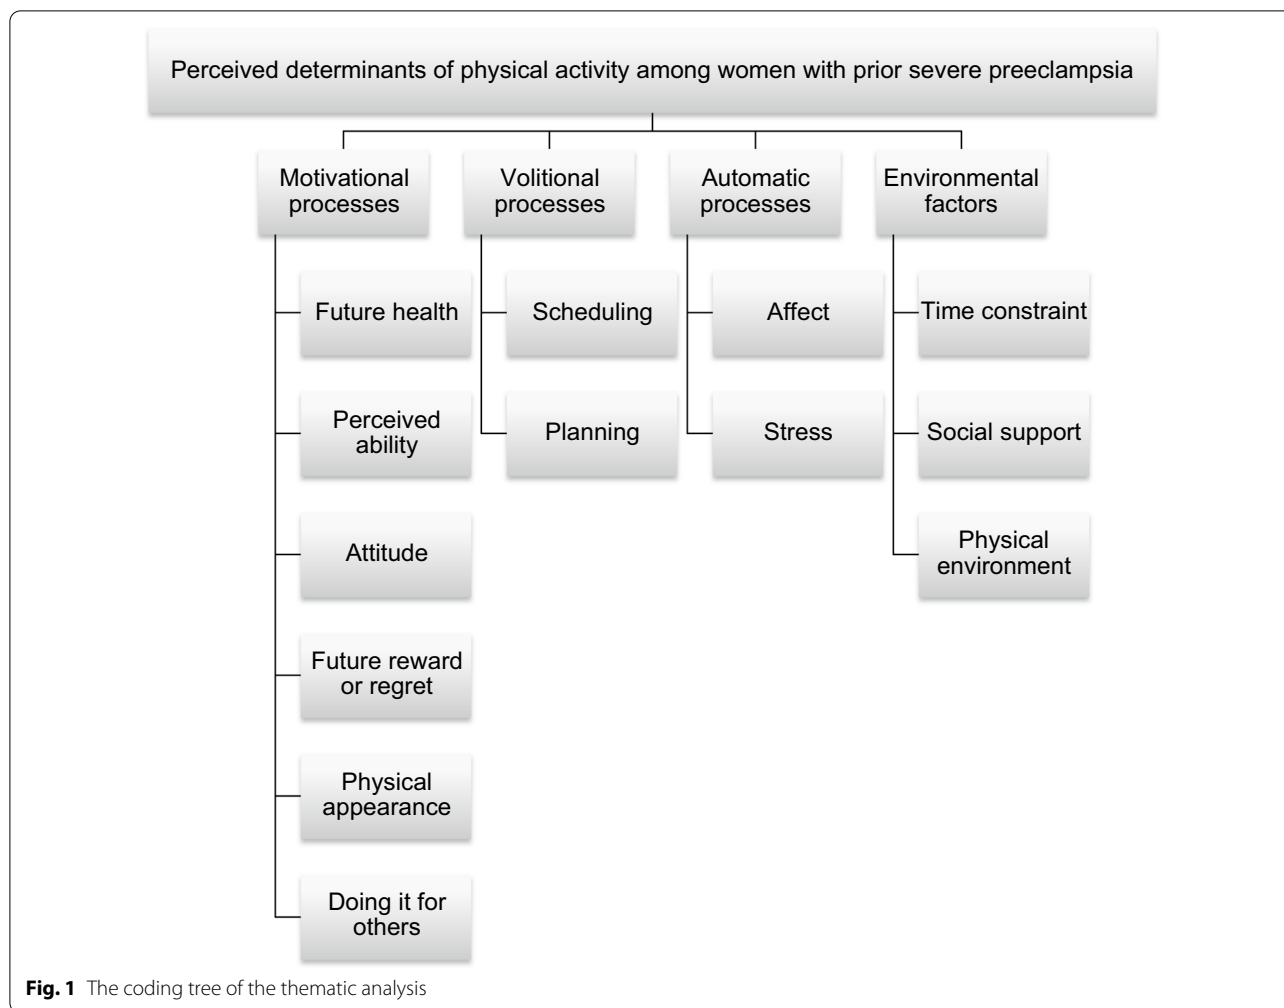 Perceived determinants of physical activity among women with prior severe preeclampsia
Motivational
processes
Volitional
processes
Automatic
processes
Environmental
factors
Future health
Perceived
ability
Attitude
Future reward
or regret
Physical
appearance
Doing it for
others
Scheduling
Planning
Affect
Stress
Time constraint
Social support
Physical
environment
Fig. 1 The coding tree of the thematic analysis